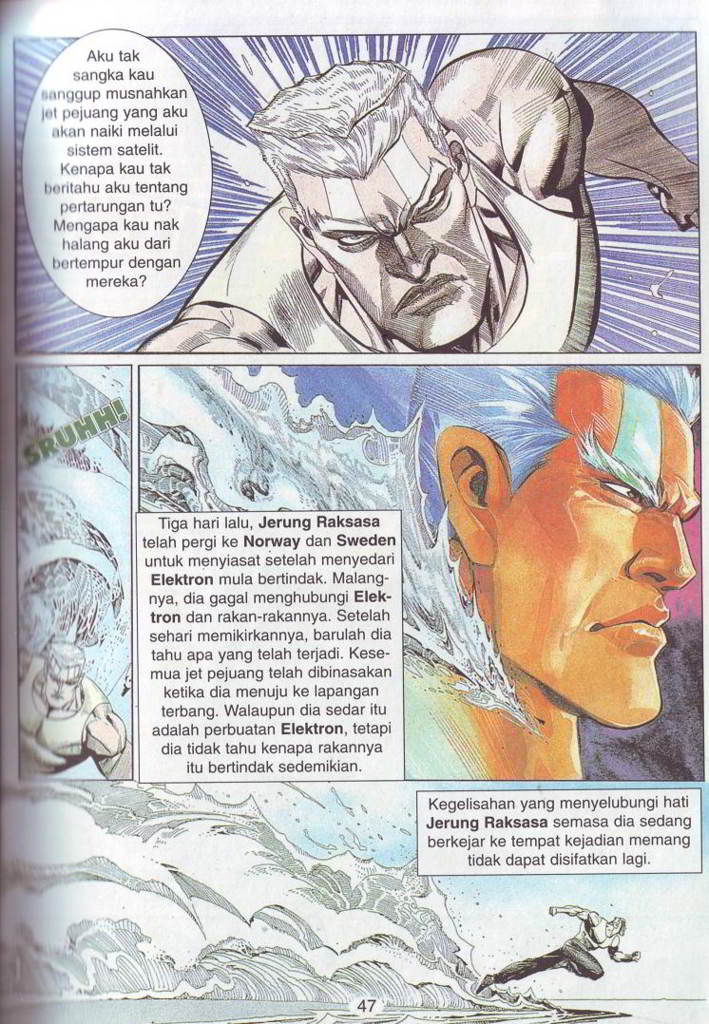 Aku tak
sangka kau
sanggup musnahkan
jet pejuang yang aku
akan naiki melalui
sistem satelit.
Kenapa kau tak
beritahu aku tentang
pertarungan tu?
Mengapa kau nak
halang aku dari
bertempur dengan
mereka?
SRUHH!
Tiga hari lalu, Jerung Raksasa
telah pergi ke Norway dan Sweden
untuk menyiasat setelah menyedari
Elektron mula bertindak. Malang-
nya, dia gagal menghubungi Elek-
tron dan rakan-rakannya. Setelah
sehari memikirkannya, barulah dia
tahu apa yang telah terjadi. Kese-
mua jet pejuang telah dibinasakan
ketika dia menuju ke lapangan
terbang. Walaupun dia sedar itu
adalah perbuatan Elektron, tetapi
dia tidak tahu kenapa rakannya
itu bertindak sedemikian.
Kegelisahan yang menyelubungi hati
Jerung Raksasa semasa dia sedang
berkejar ke tempat kejadian memang
tidak dapat disifatkan lagi.
47